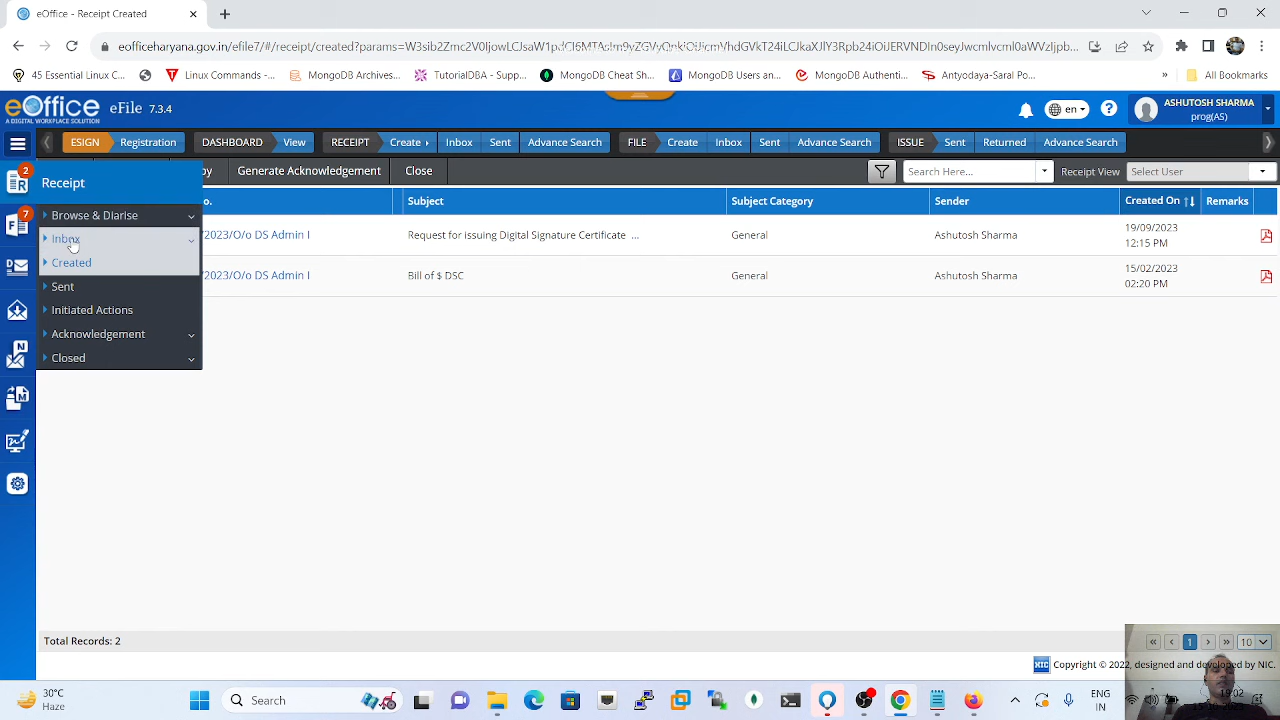 eOffice - Receipt Created
eofficeharyana.gov.in/efile7/#/receipt/created?
45 Essential Linux C...
Linux Commands -...
MongoDB Archives...
TutorialDBA - Supp...
MongoDB Cheat Sh...
MongoDB Users an...
MongoDB Authenti...
Antyodaya-Saral Po...
All Bookmarks
eOffice
A DIGITAL WORKPLACE SOLUTION
eFile 7.3.4
en
ASHUTOSH SHARMA
prog(AS)
ESIGN Registration DASHBOARD View RECEIPT Create Inbox Sent Advance Search FILE Create Inbox Sent Advance Search ISSUE Sent Returned Advance Search
2
Receipt
Generate Acknowledgement Close Search Here... Receipt View Select User
Subject Subject Category Sender Created On Remarks
7
Browse & Diarise
Inbox
Created
Sent
Initiated Actions
Acknowledgement
Closed
/2023/O/o DS Admin I Request for issuing Digital Signature Certificate ... General Ashutosh Sharma 19/09/2023
12:15 PM
/2023/O/o DS Admin I Bill of $ DSC General Ashutosh Sharma 15/02/2023
02:20 PM
Total Records: 2
1 10
NIC Copyright © 2022, designed and developed by NIC.
30°C
Haze
Search
ENG
IN
19:02